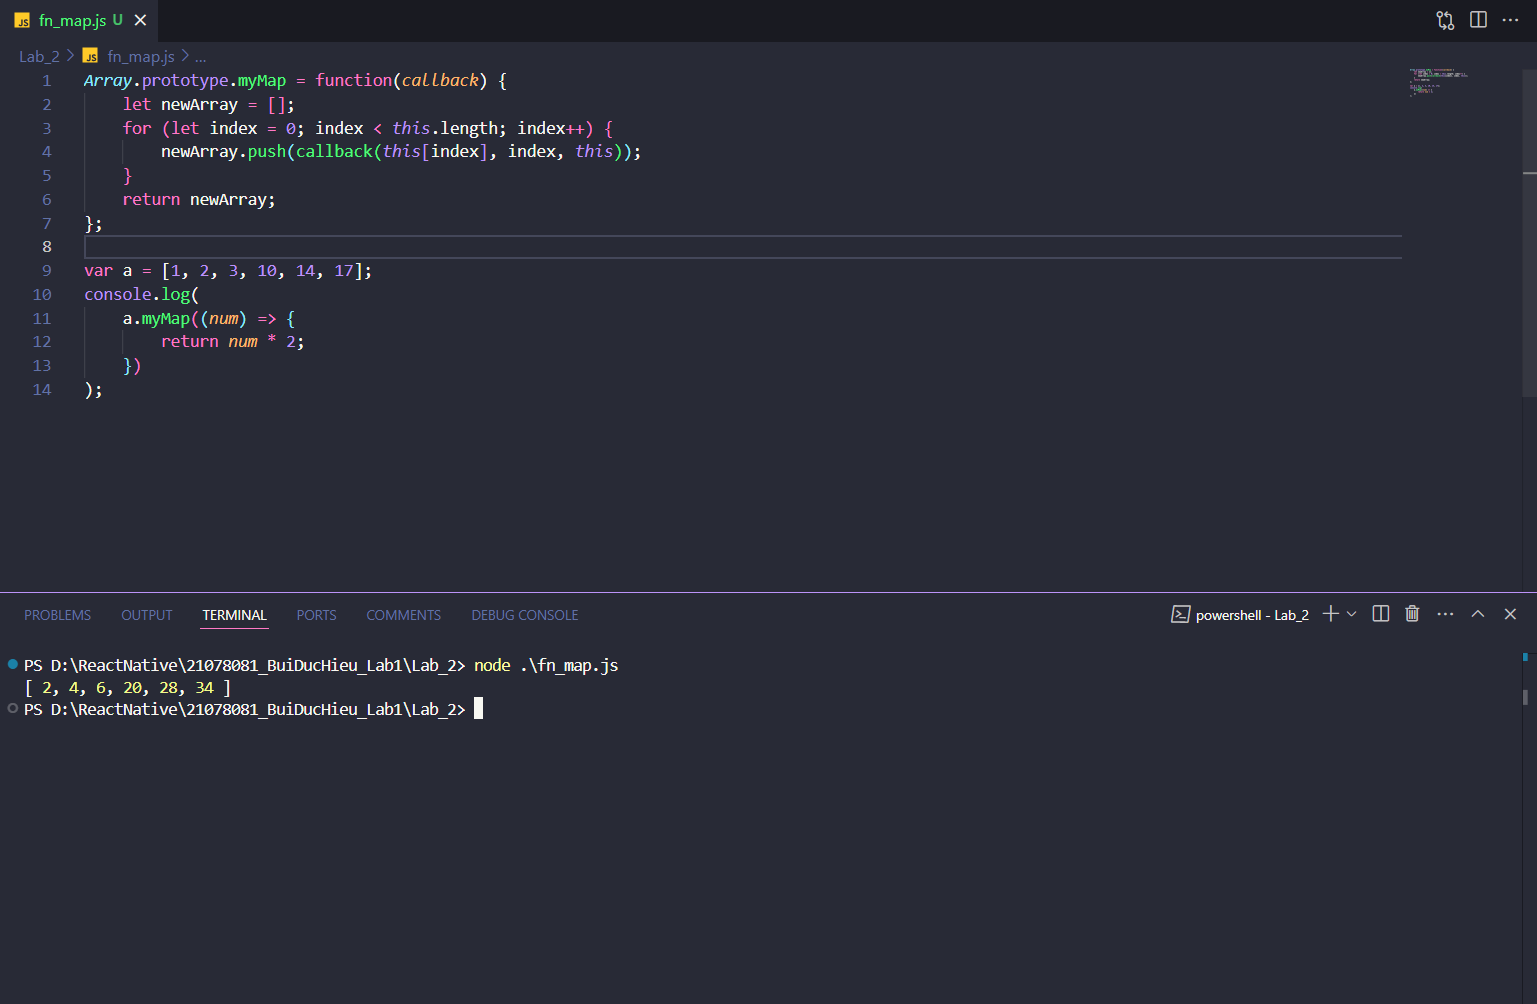 JS fn_map.js U
Lab_2 > JS fn_map.js > ...
1 Array.prototype.myMap = function(callback) {
2     let newArray = [];
3     for (let index = 0; index < this.length; index++) {
4         newArray.push(callback(this[index], index, this));
5     }
6     return newArray;
7 };
8
9 var a = [1, 2, 3, 10, 14, 17];
10 console.log(
11     a.myMap((num) => {
12         return num * 2;
13     })
14 );
PROBLEMS OUTPUT TERMINAL PORTS COMMENTS DEBUG CONSOLE powershell - Lab_2
PS D:\ReactNative\21078081_BuiDucHieu_Lab1\Lab_2> node .\fn_map.js
[ 2, 4, 6, 20, 28, 34 ]
PS D:\ReactNative\21078081_BuiDucHieu_Lab1\Lab_2>